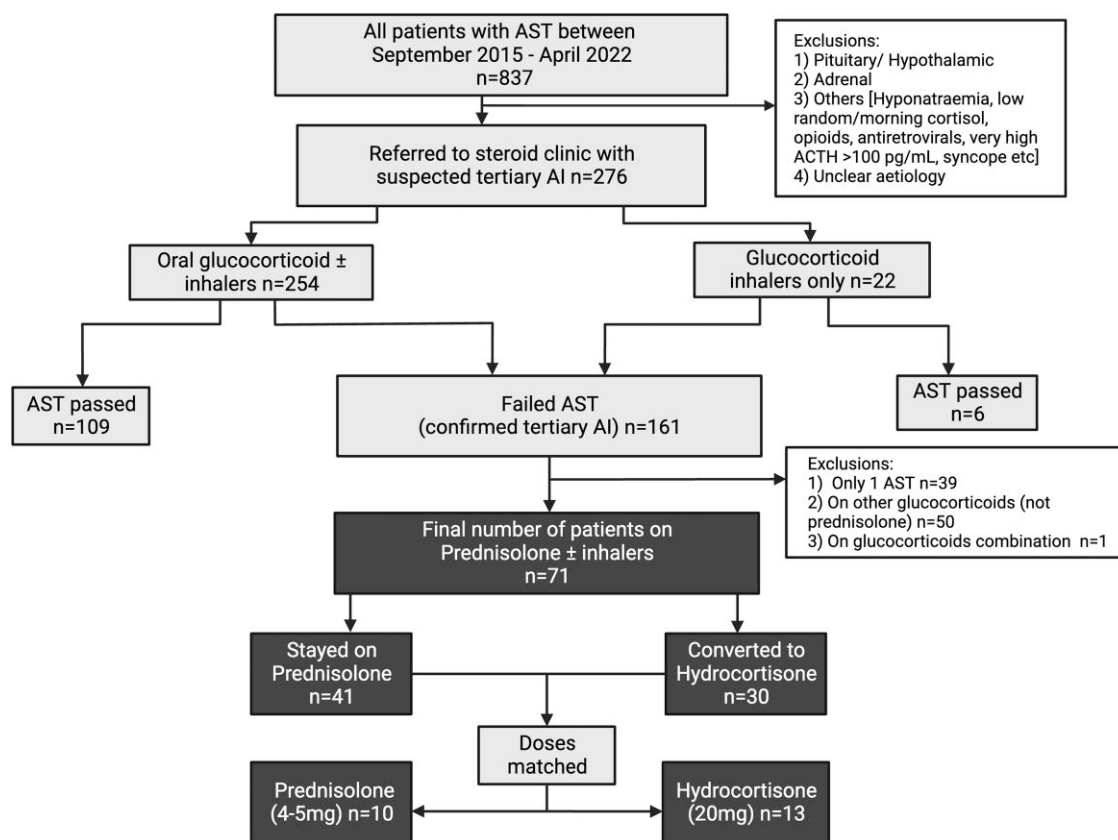 All patients with AST between
September 2015 - April 2022
n=837
Exclusions:
1) Pituitary/ Hypothalamic
2) Adrenal
3) Others [Hyponatraemia, low
random/morning cortisol,
opioids, antiretrovirals, very high
ACTH >100 pg/mL, syncope etc]
4) Unclear aetiology
Referred to steroid clinic with
suspected tertiary AI n=276
Oral glucocorticoid ±
inhalers n=254
Glucocorticoid
inhalers only n=22
AST passed
n=109
Failed AST
(confirmed tertiary AI) n=161
AST passed
n=6
Exclusions:
1) Only 1 AST n=39
2) On other glucocorticoids (not
prednisolone) n=50
3) On glucocorticoids combination n=1
Final number of patients on
Prednisolone ± inhalers
n=71
Stayed on
Prednisolone
n=41
Converted to
Hydrocortisone
n=30
Doses
matched
Prednisolone
(4-5mg) n=10
Hydrocortisone
(20mg) n=13